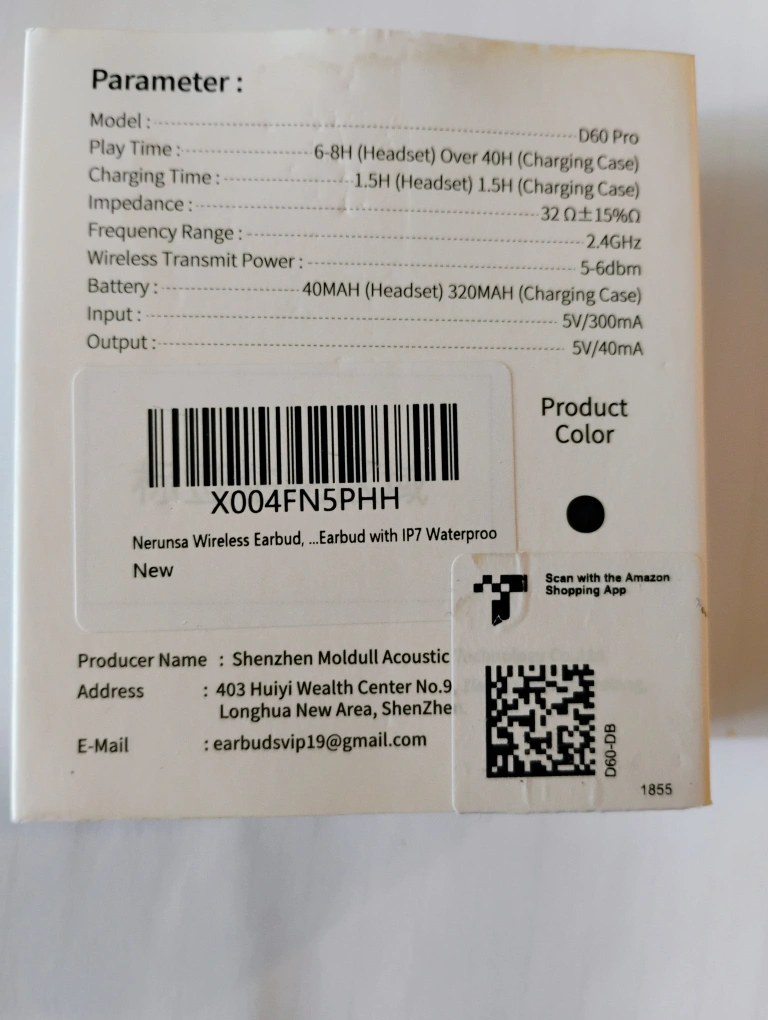 Parameter :
Model : D60 Pro
Play Time : 6-8H (Headset) Over 40H (Charging Case)
Charging Time : 1.5H (Headset) 1.5H (Charging Case)
Impedance : 32 Ω±15%Ω
Frequency Range : 2.4GHz
Wireless Transmit Power : 5-6dbm
Battery : 40MAH (Headset) 320MAH (Charging Case)
Input : 5V/300mA
Output : 5V/40mA
X004FN5PHH
Nerunsa Wireless Earbud, ...Earbud with IP7 Waterproo
New
Product
Color
Scan with the Amazon
Shopping App
Producer Name : Shenzhen Moldull Acoustic
Address : 403 Huiyi Wealth Center No.9,
Longhua New Area, ShenZhen
E-Mail : earbudsvip19@gmail.com
D60-DB
1855